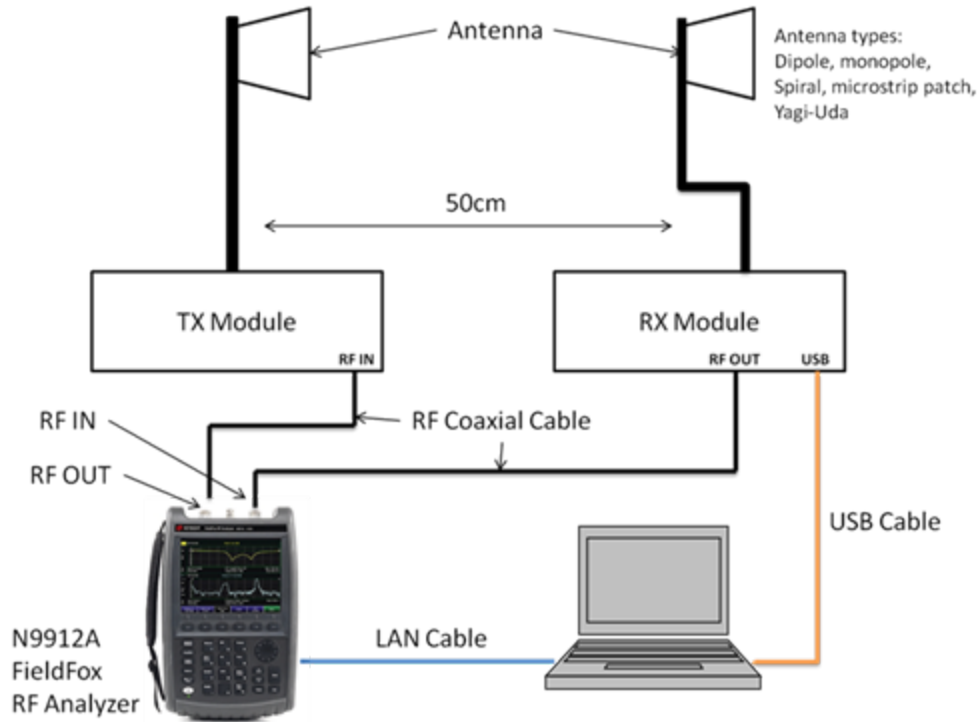 Antenna
Antenna types:
Dipole, monopole,
Spiral, microstrip patch,
Yagi-Uda
50cm
TX Module
RF IN
RX Module
RF OUT
USB
RF IN
RF OUT
RF Coaxial Cable
USB Cable
LAN Cable
N9912A
FieldFox
RF Analyzer